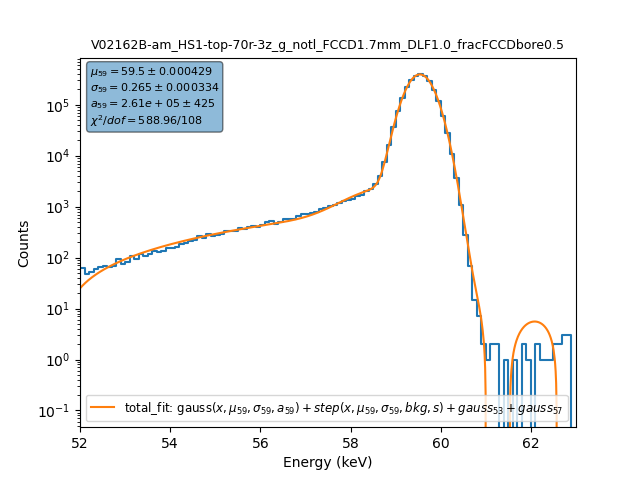 V02162B-am_HS1-top-70r-3z_g_notl_FCCD1.7mm_DLF1.0_fracFCCDbore0.5
μ₅₉ = 59.5 ± 0.000429
σ₅₉ = 0.265 ± 0.000334
a₅₉ = 2.61e + 05 ± 425
χ²/dof = 588.96/108
Counts
10⁵
10⁴
10³
10²
10¹
10⁰
10⁻¹
total_fit: gauss(x, μ₅₉, σ₅₉, a₅₉) + step(x, μ₅₉, σ₅₉, bkg, s) + gauss₅₃ + gauss₅₇
52 54 56 58 60 62
Energy (keV)